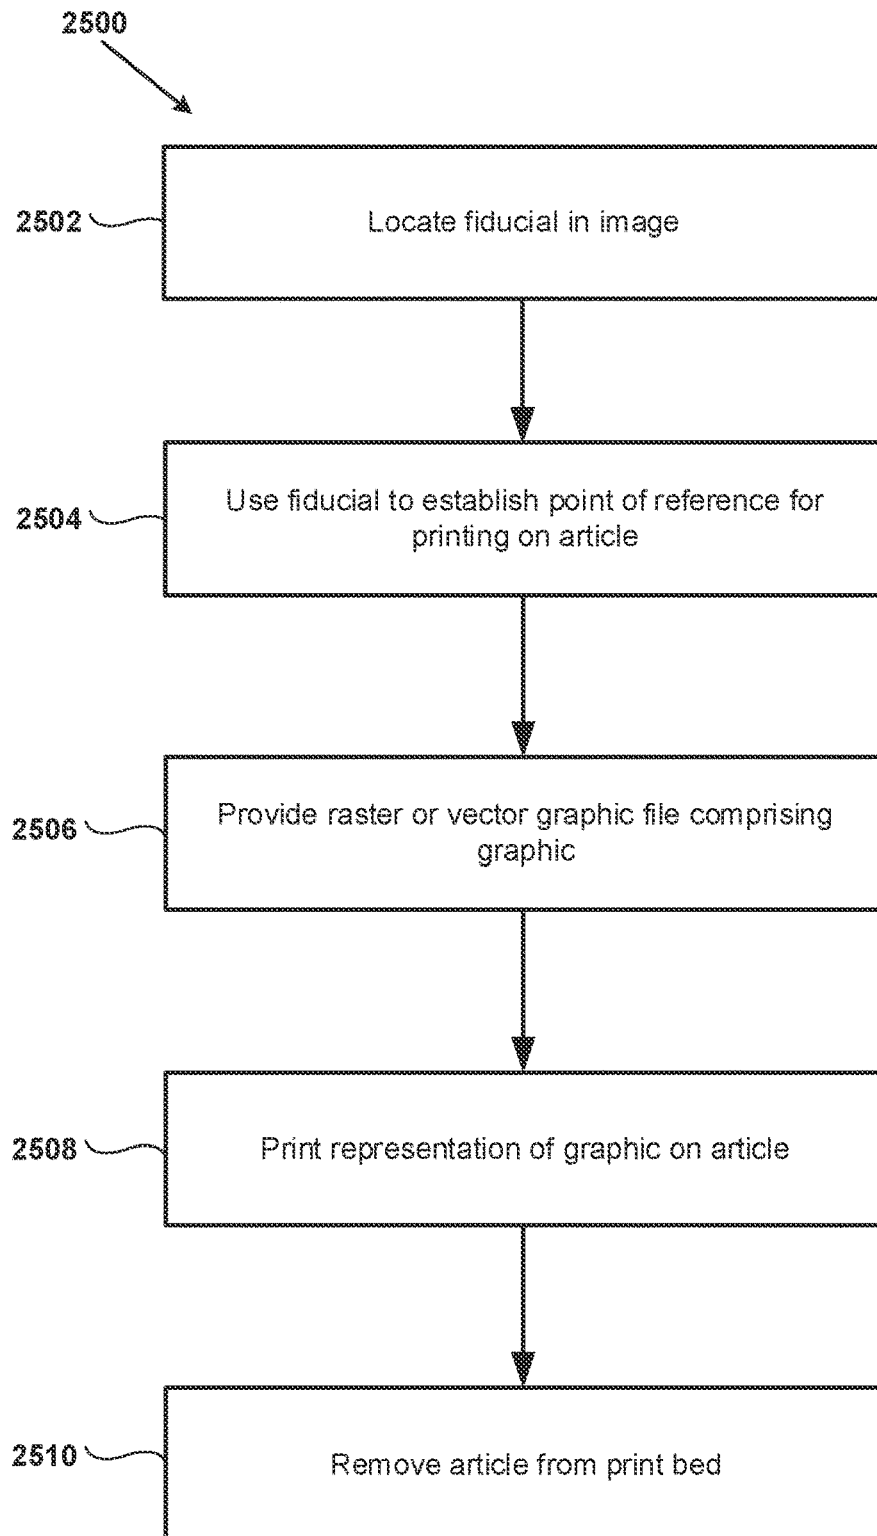 2500
2502
Locate fiducial in image
2504
Use fiducial to establish point of reference for
printing on article
2506
Provide raster or vector graphic file comprising
graphic
2508
Print representation of graphic on article
2510
Remove article from print bed